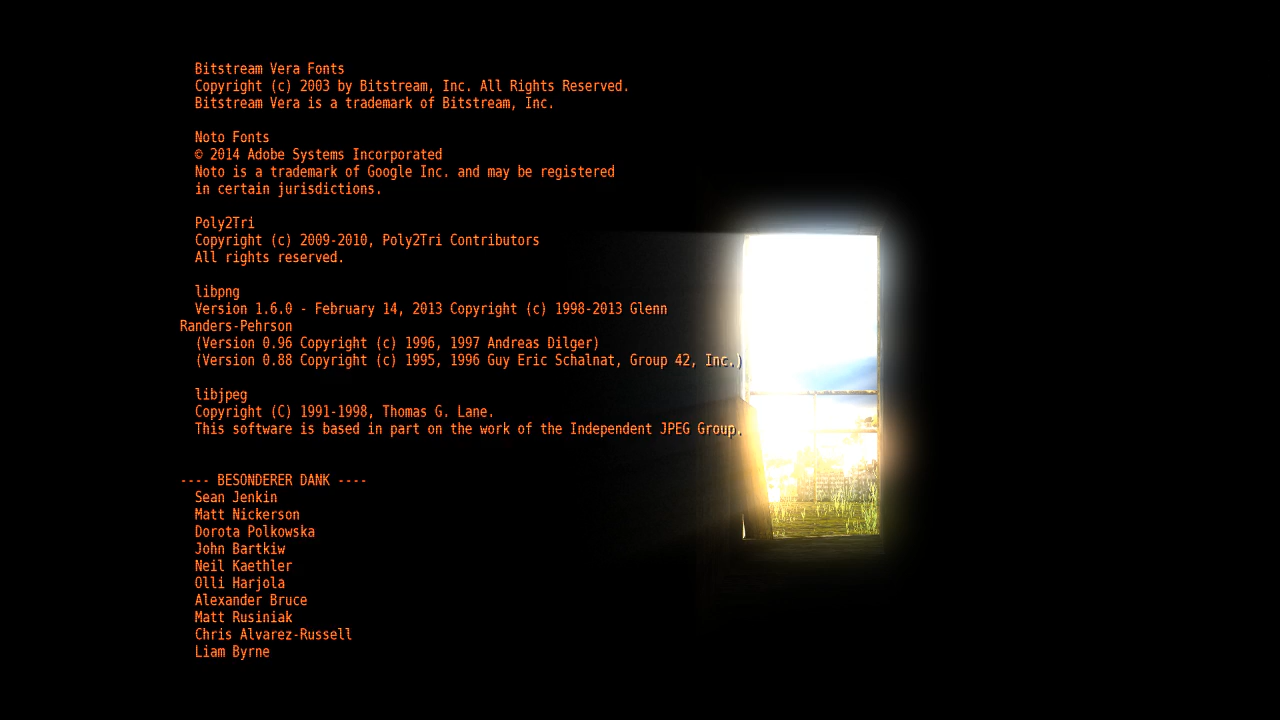 Bitstream Vera Fonts
Copyright (c) 2003 by Bitstream, Inc. All Rights Reserved.
Bitstream Vera is a trademark of Bitstream, Inc.
Noto Fonts
© 2014 Adobe Systems Incorporated
Noto is a trademark of Google Inc. and may be registered
in certain jurisdictions.
Poly2Tri
Copyright (c) 2009-2010, Poly2Tri Contributors
All rights reserved.
libpng
Version 1.6.0 - February 14, 2013 Copyright (c) 1998-2013 Glenn
Randers-Pehrson
(Version 0.96 Copyright (c) 1996, 1997 Andreas Dilger)
(Version 0.88 Copyright (c) 1995, 1996 Guy Eric Schalnat, Group 42, Inc.)
libjpeg
Copyright (C) 1991-1998, Thomas G. Lane.
This software is based in part on the work of the Independent JPEG Group.
---- BESONDERER DANK ----
Sean Jenkin
Matt Nickerson
Dorota Polkowska
John Bartkiw
Neil Kaethler
Olli Harjola
Alexander Bruce
Matt Rusiniak
Chris Alvarez-Russell
Liam Byrne